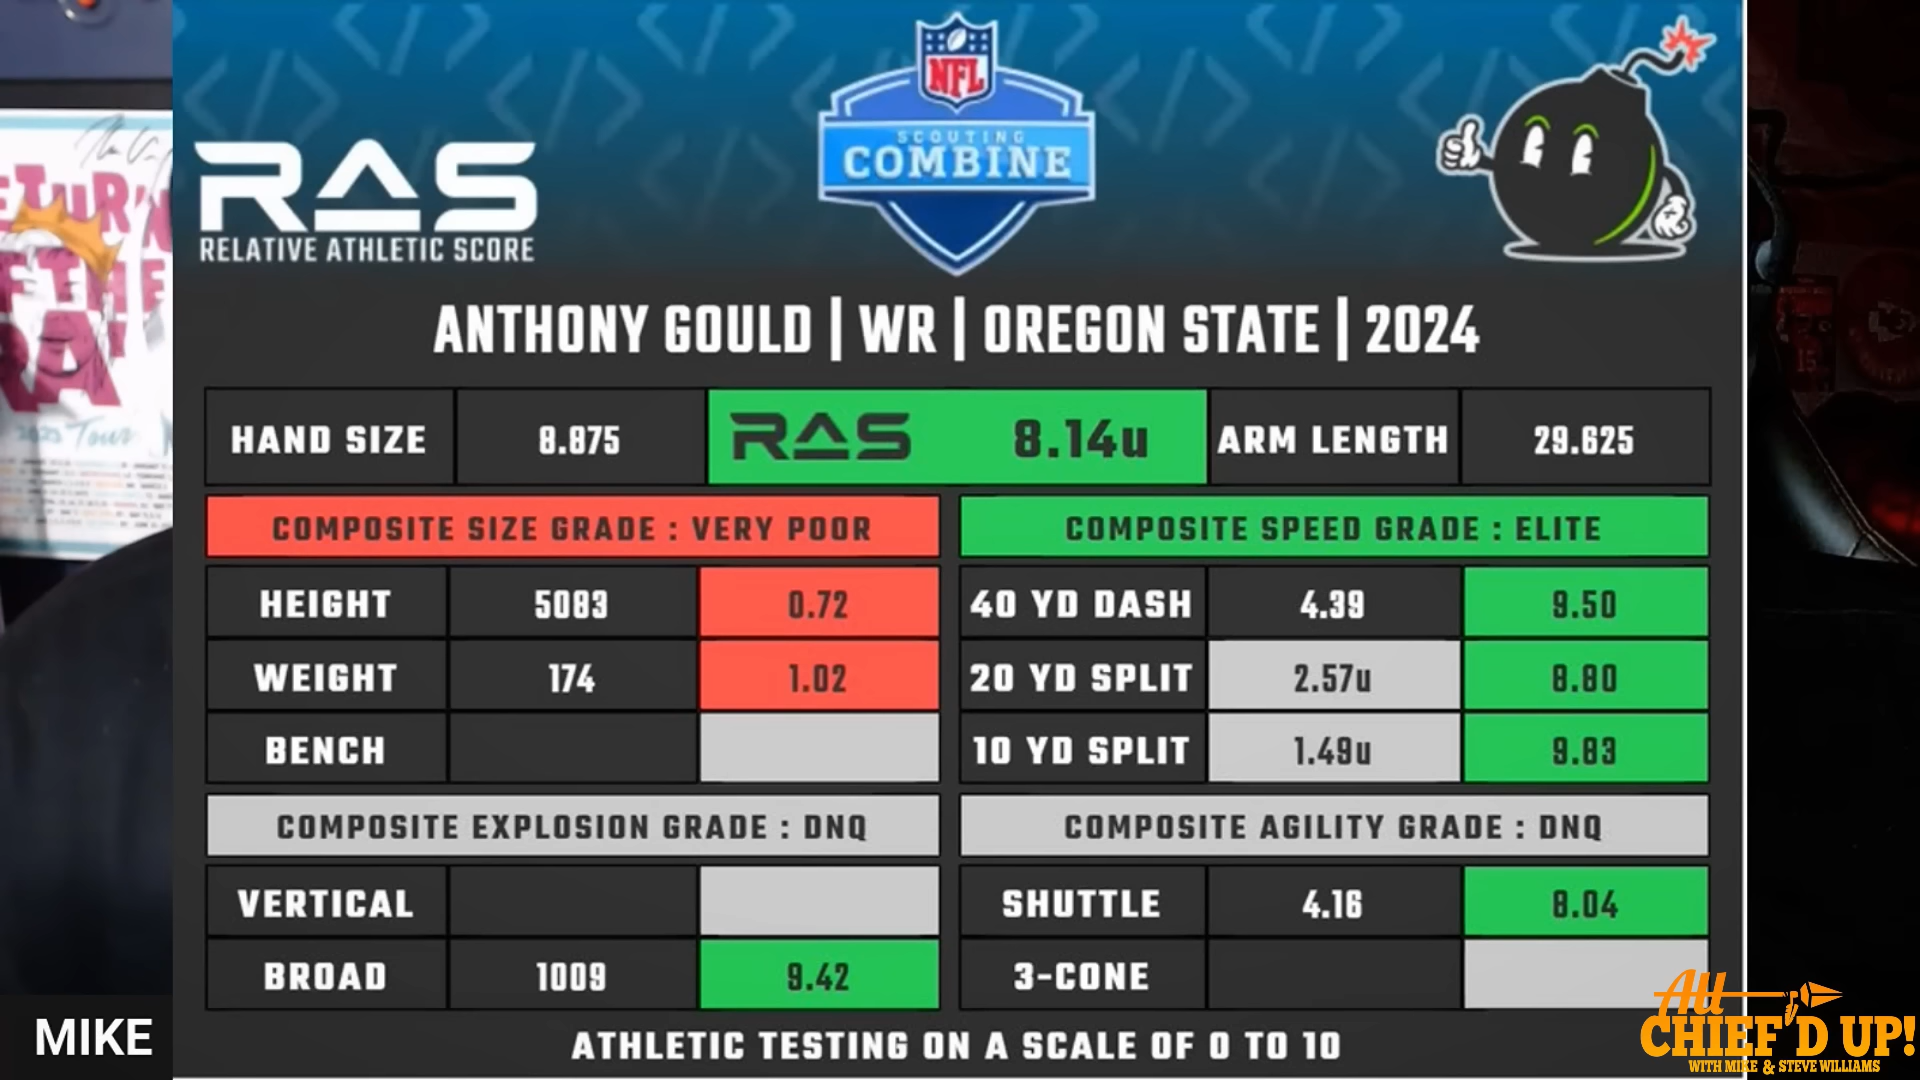 NFL
SCOUTING
COMBINE
RAS
RELATIVE ATHLETIC SCORE
ANTHONY GOULD | WR | OREGON STATE | 2024
HAND SIZE 8.875 RAS 8.14u ARM LENGTH 29.625
COMPOSITE SIZE GRADE : VERY POOR
HEIGHT 5083 0.72
WEIGHT 174 1.02
BENCH
COMPOSITE SPEED GRADE : ELITE
40 YD DASH 4.39 9.50
20 YD SPLIT 2.57u 8.80
10 YD SPLIT 1.49u 9.83
COMPOSITE EXPLOSION GRADE : DNQ
VERTICAL
BROAD 1009 9.42
COMPOSITE AGILITY GRADE : DNQ
SHUTTLE 4.16 8.04
3-CONE
ATHLETIC TESTING ON A SCALE OF 0 TO 10
MIKE
All
CHIEF'D UP!
WITH MIKE & STEVE WILLIAMS
2023 Tour
15